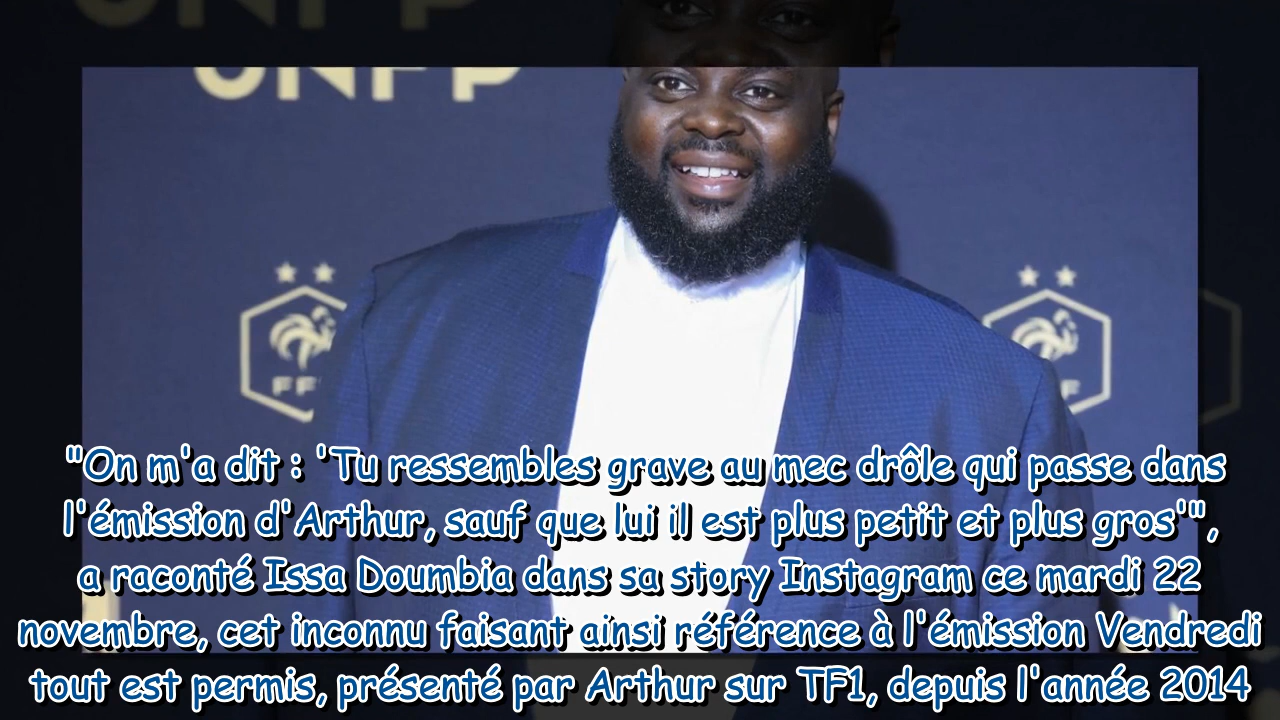 UNFP
FF
F
"On m'a dit : 'Tu ressembles grave au mec drôle qui passe dans
l'émission d'Arthur, sauf que lui il est plus petit et plus gros'",
a raconté Issa Doumbia dans sa story Instagram ce mardi 22
novembre, cet inconnu faisant ainsi référence à l'émission Vendredi
tout est permis, présenté par Arthur sur TF1, depuis l'année 2014